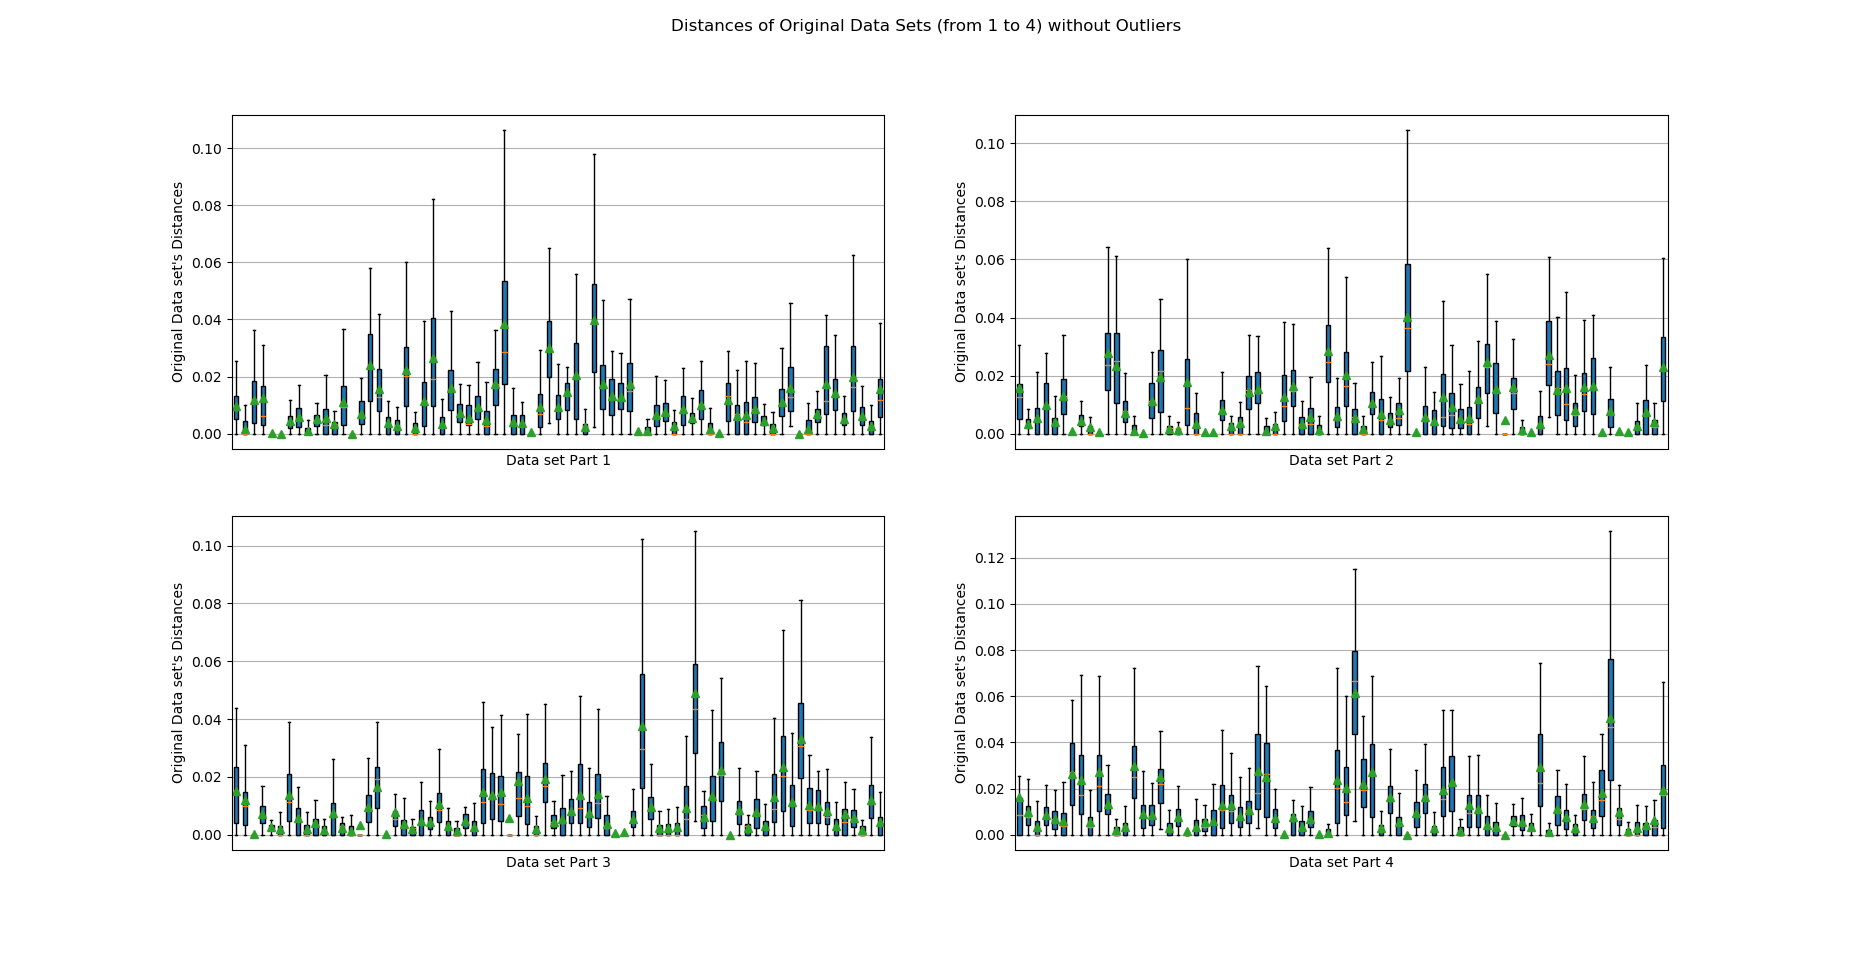 Distances of Original Data Sets (from 1 to 4) without Outliers
Original Data set's Distances
0.10
0.08
0.06
0.04
0.02
0.00
Data set Part 1
Original Data set's Distances
0.10
0.08
0.06
0.04
0.02
0.00
Data set Part 2
Original Data set's Distances
0.10
0.08
0.06
0.04
0.02
0.00
Data set Part 3
Original Data set's Distances
0.12
0.10
0.08
0.06
0.04
0.02
0.00
Data set Part 4